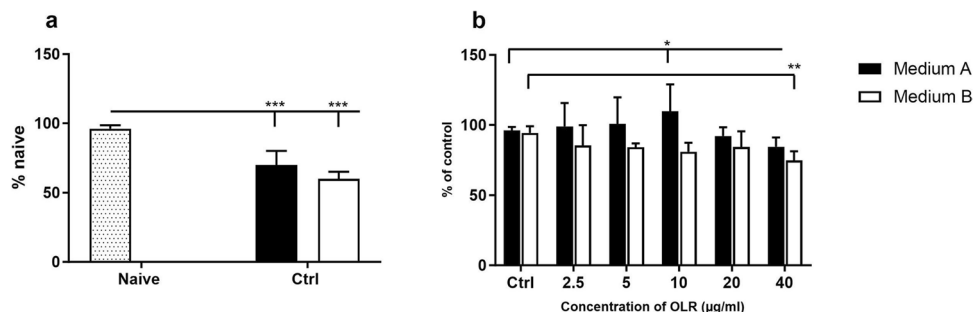 a
% naive
150
100
50
0
***
***
Naive
Ctrl
b
% of control
150
100
50
0
*
**
Ctrl
2.5
5
10
20
40
Concentration of OLR (µg/ml)
Medium A
Medium B